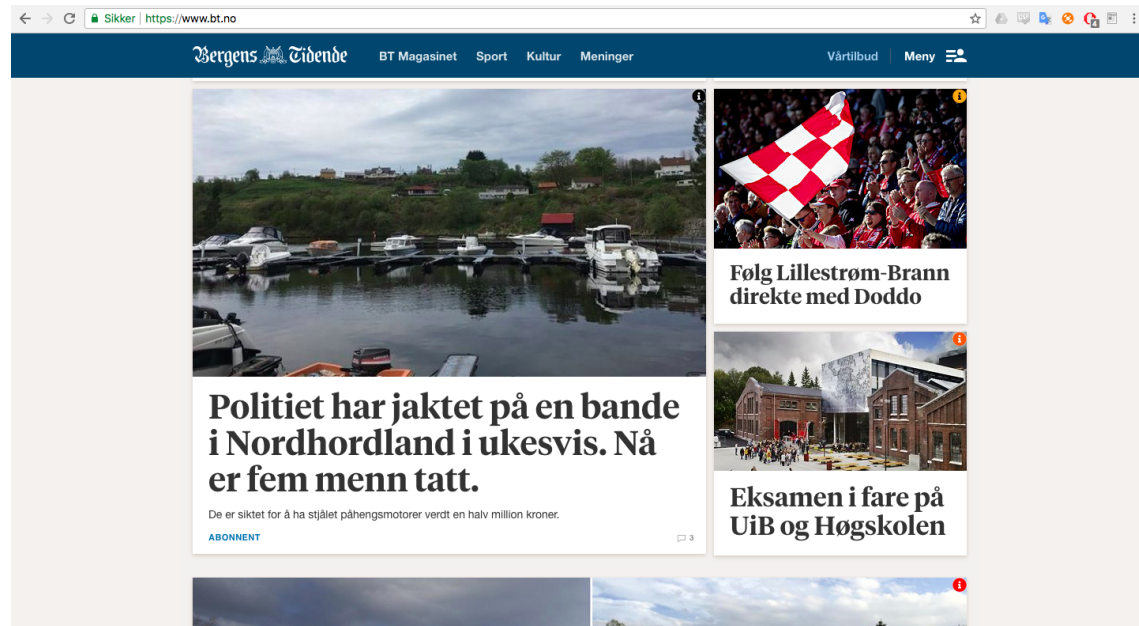 Sikker | https://www.bt.no
4
Bergens Tidende
BT Magasinet Sport Kultur Meninger
Vårtilbud Meny
Følg Lillestrøm-Brann
direkte med Doddo
Politiet har jaktet på en bande
i Nordhordland i ukesvis. Nå
er fem menn tatt.
De er siktet for å ha stjålet påhengsmotorer verdt en halv million kroner.
ABONNENT
3
Eksamen i fare på
UiB og Høgskolen